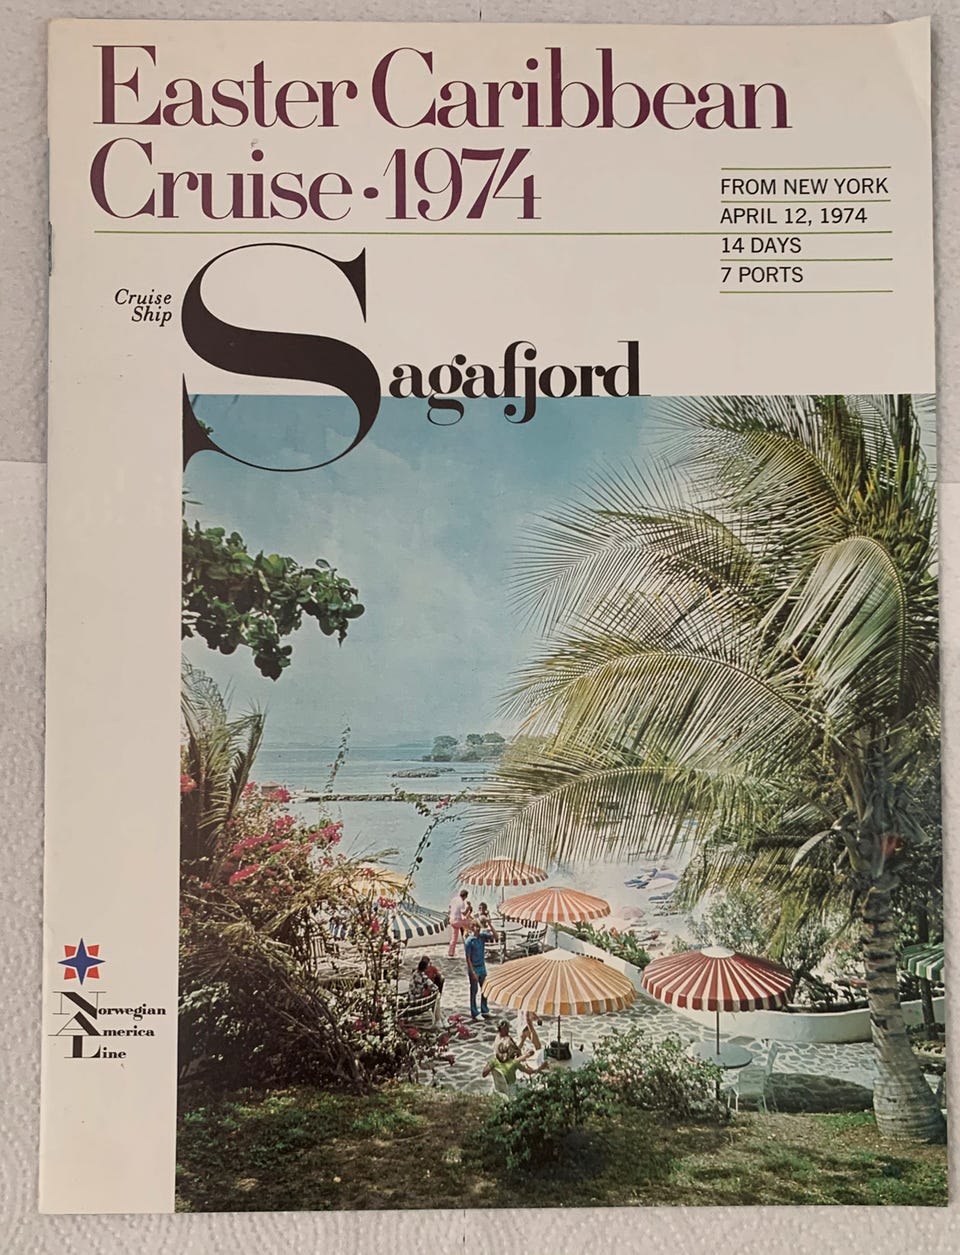 Easter Caribbean
Cruise • 1974
FROM NEW YORK
APRIL 12, 1974
14 DAYS
7 PORTS
Cruise
Ship
Sagafjord
Norwegian
America
Line